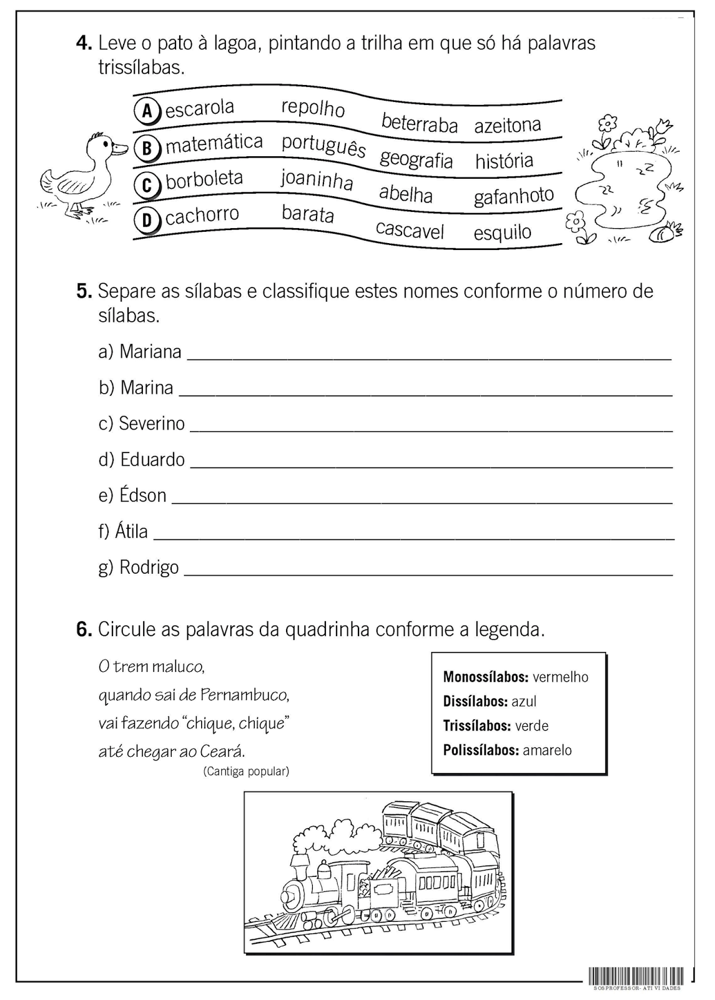 4. Leve o pato à lagoa, pintando a trilha em que só há palavras
trissílabas.
A escarola repolho beterraba azeitona
B matemática português geografia história
C borboleta joaninha abelha gafanhoto
D cachorro barata cascavel esquilo
5. Separe as sílabas e classifique estes nomes conforme o número de
sílabas.
a) Mariana
b) Marina
c) Severino
d) Eduardo
e) Édson
f) Átila
g) Rodrigo
6. Circule as palavras da quadrinha conforme a legenda.
O trem maluco,
quando sai de Pernambuco,
vai fazendo “chique, chique”
até chegar ao Ceará.
(Cantiga popular)
Monossílabos: vermelho
Dissílabos: azul
Trissílabos: verde
Polissílabos: amarelo
SOSPROFESSOR-ATIVIDADES